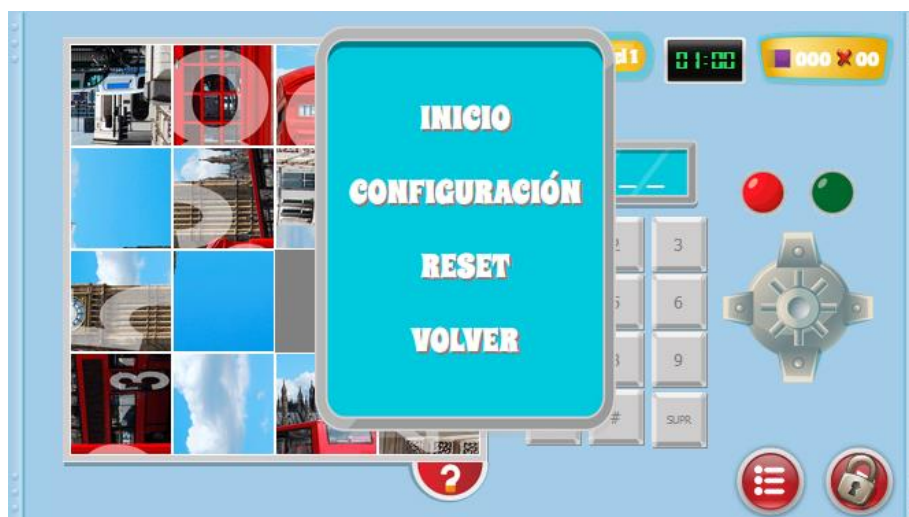 01:00
000 ✖ 00
INICIO
CONFIGURACIÓN
RESET
VOLVER
3
6
9
#
SUPR
3
?